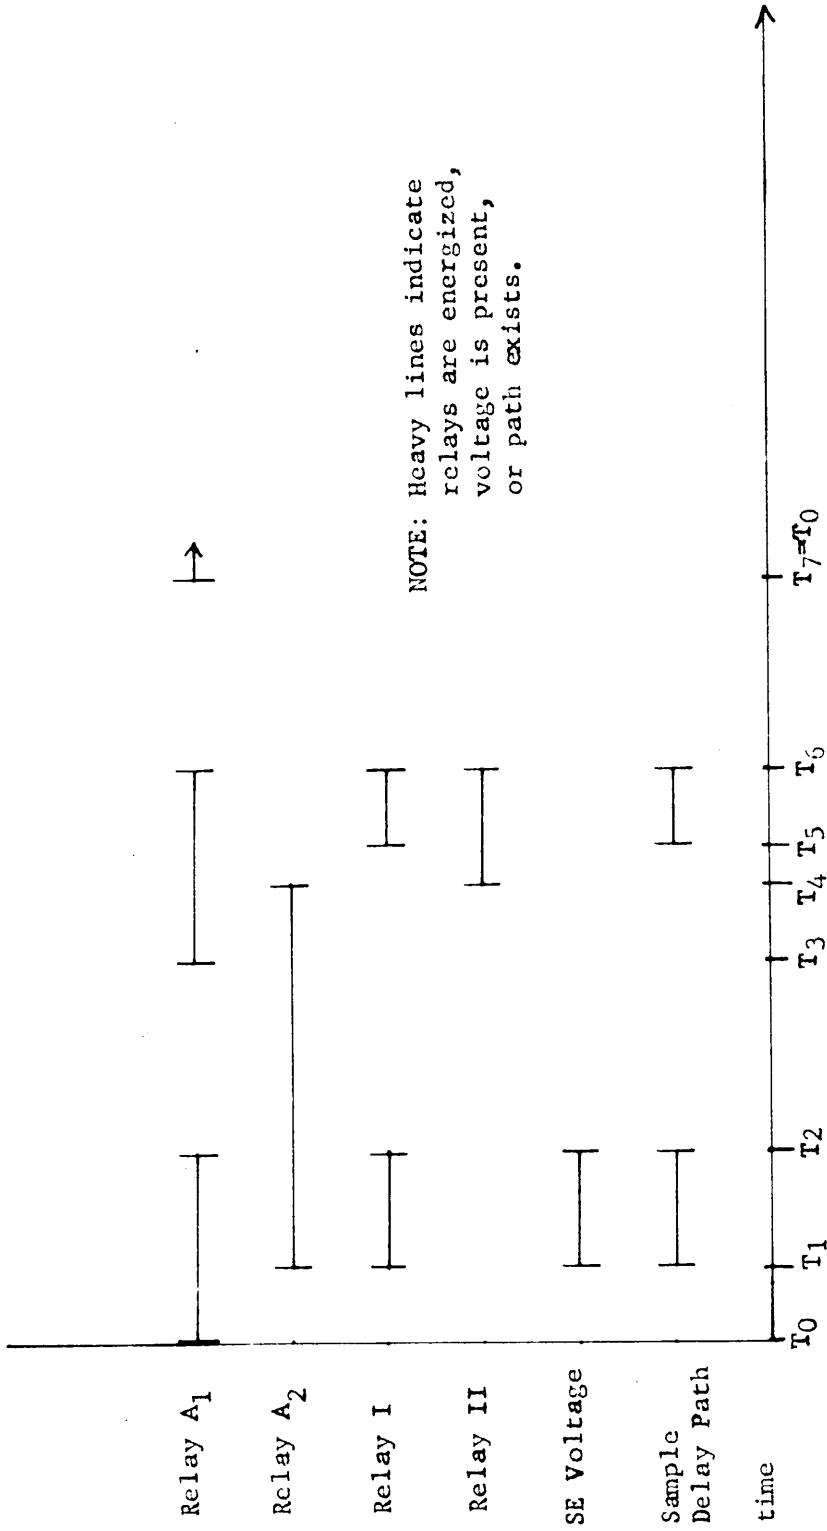 Relay A1
Relay A2
Relay I
Relay II
SE Voltage
Sample
Delay Path
time
T0
T1
T2
T3
T4
T5
T6
T7=T0
NOTE: Heavy lines indicate
relays are energized,
voltage is present,
or path exists.